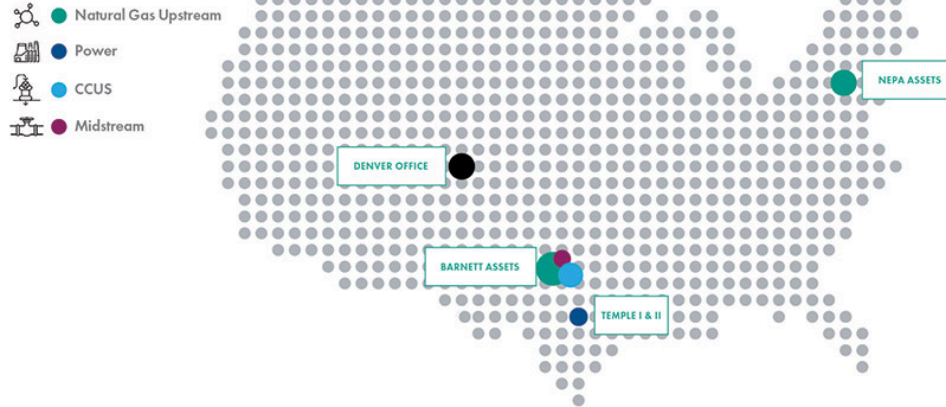 Natural Gas Upstream
Power
CCUS
Midstream
NEPA ASSETS
DENVER OFFICE
BARNETT ASSETS
TEMPLE I & II